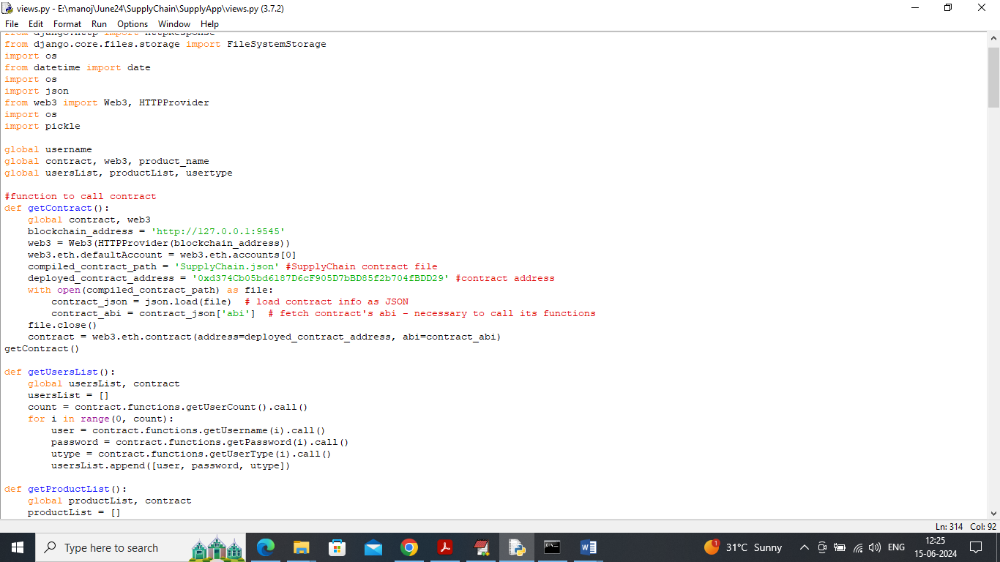 views.py - E:\manoj\June24\SupplyChain\SupplyApp\views.py (3.7.2)
File Edit Format Run Options Window Help
from django.http import HttpResponse
from django.core.files.storage import FileSystemStorage
import os
from datetime import date
import os
import json
from web3 import Web3, HTTPProvider
import os
import pickle
global username
global contract, web3, product_name
global usersList, productList, usertype
#function to call contract
def getContract():
    global contract, web3
    blockchain_address = 'http://127.0.0.1:9545'
    web3 = Web3(HTTPProvider(blockchain_address))
    web3.eth.defaultAccount = web3.eth.accounts[0]
    compiled_contract_path = 'SupplyChain.json' #SupplyChain contract file
    deployed_contract_address = '0xd374Cb05bd6187D6cF905D7bBD85f2b704fBDD29' #contract address
    with open(compiled_contract_path) as file:
        contract_json = json.load(file)  # load contract info as JSON
        contract_abi = contract_json['abi']  # fetch contract's abi - necessary to call its functions
    file.close()
    contract = web3.eth.contract(address=deployed_contract_address, abi=contract_abi)
getContract()
def getUsersList():
    global usersList, contract
    usersList = []
    count = contract.functions.getUserCount().call()
    for i in range(0, count):
        user = contract.functions.getUsername(i).call()
        password = contract.functions.getPassword(i).call()
        utype = contract.functions.getUserType(i).call()
        usersList.append([user, password, utype])
def getProductList():
    global productList, contract
    productList = []
Ln: 314 Col: 92
Type here to search
1
31°C Sunny
ENG
12:25
15-06-2024